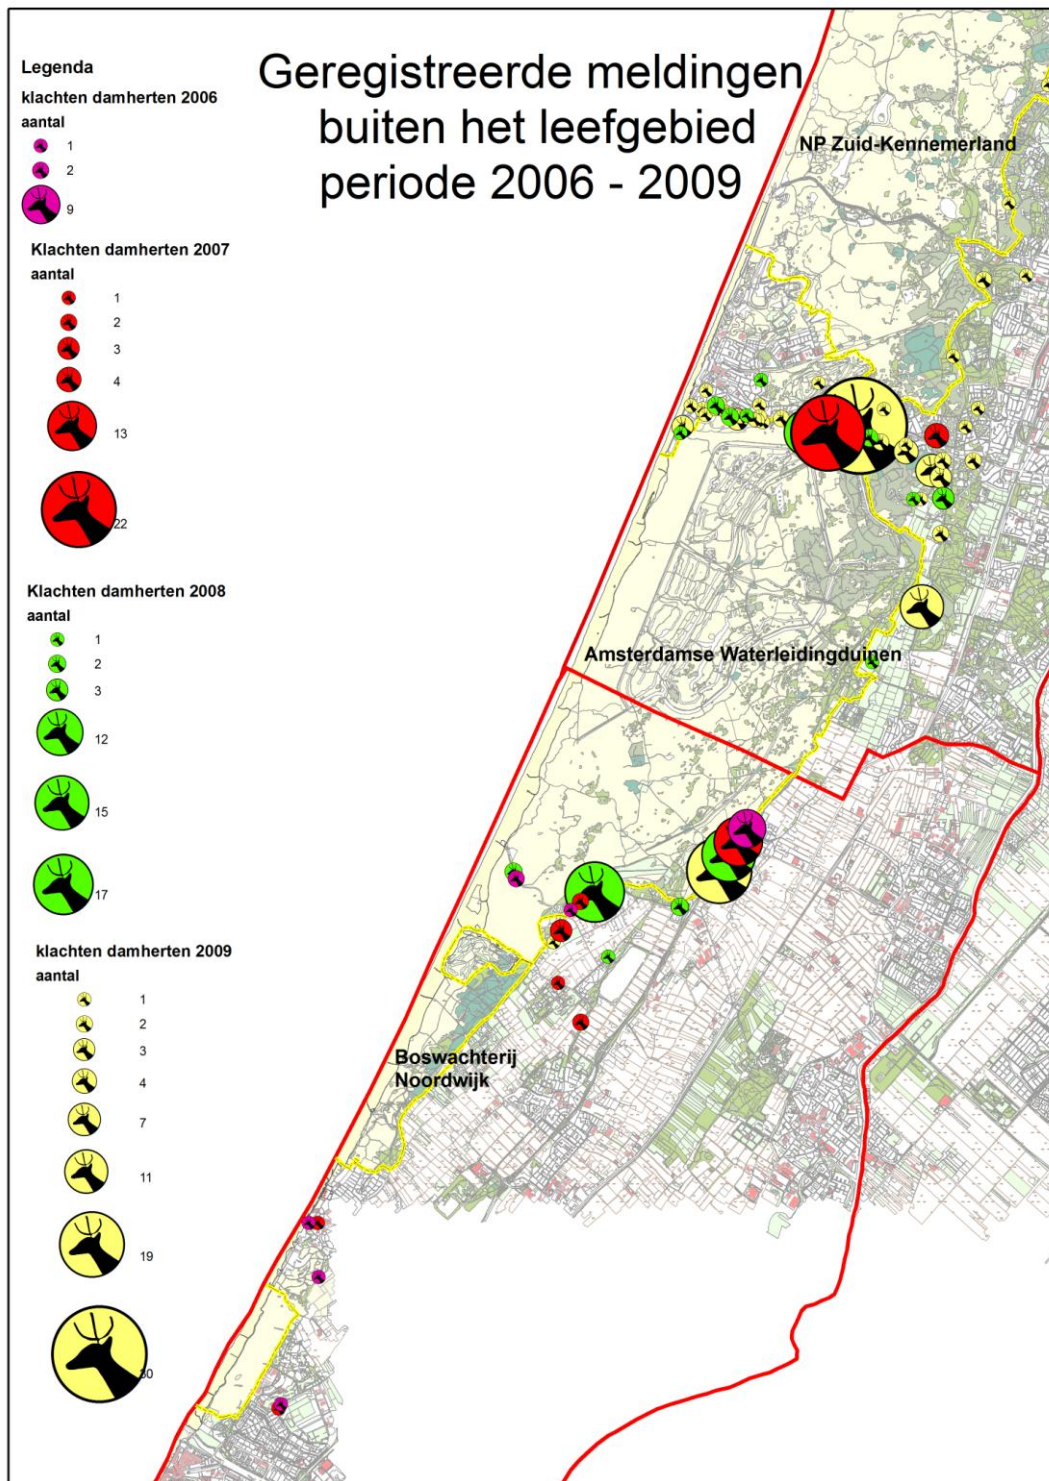 Geregistreerde meldingen
buiten het leefgebied
periode 2006 - 2009
Legenda
klachten damherten 2006
aantal
1
2
9
Klachten damherten 2007
aantal
1
2
3
4
13
22
Klachten damherten 2008
aantal
1
2
3
12
15
17
klachten damherten 2009
aantal
1
2
3
4
7
11
19
30
NP Zuid-Kennemerland
Amsterdamse Waterleidingduinen
Boswachterij
Noordwijk